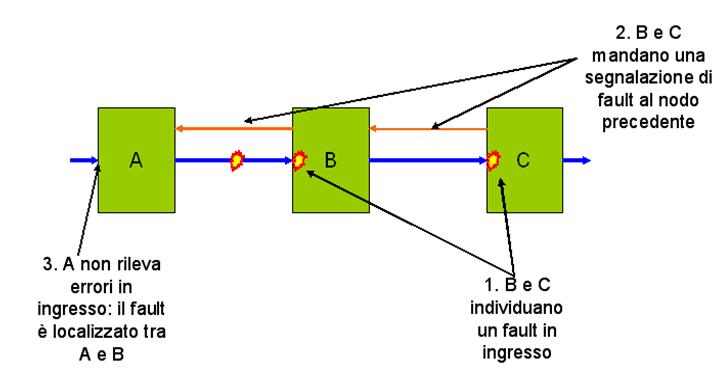 2. B e C
mandano una
segnalazione di
fault al nodo
precedente
A
B
C
3. A non rileva
errori in
ingresso: il fault
è localizzato tra
A e B
1. B e C
individuano
un fault in
ingresso